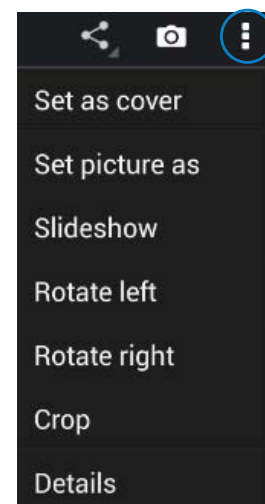 Set as cover
Set picture as
Slideshow
Rotate left
Rotate right
Crop
Details